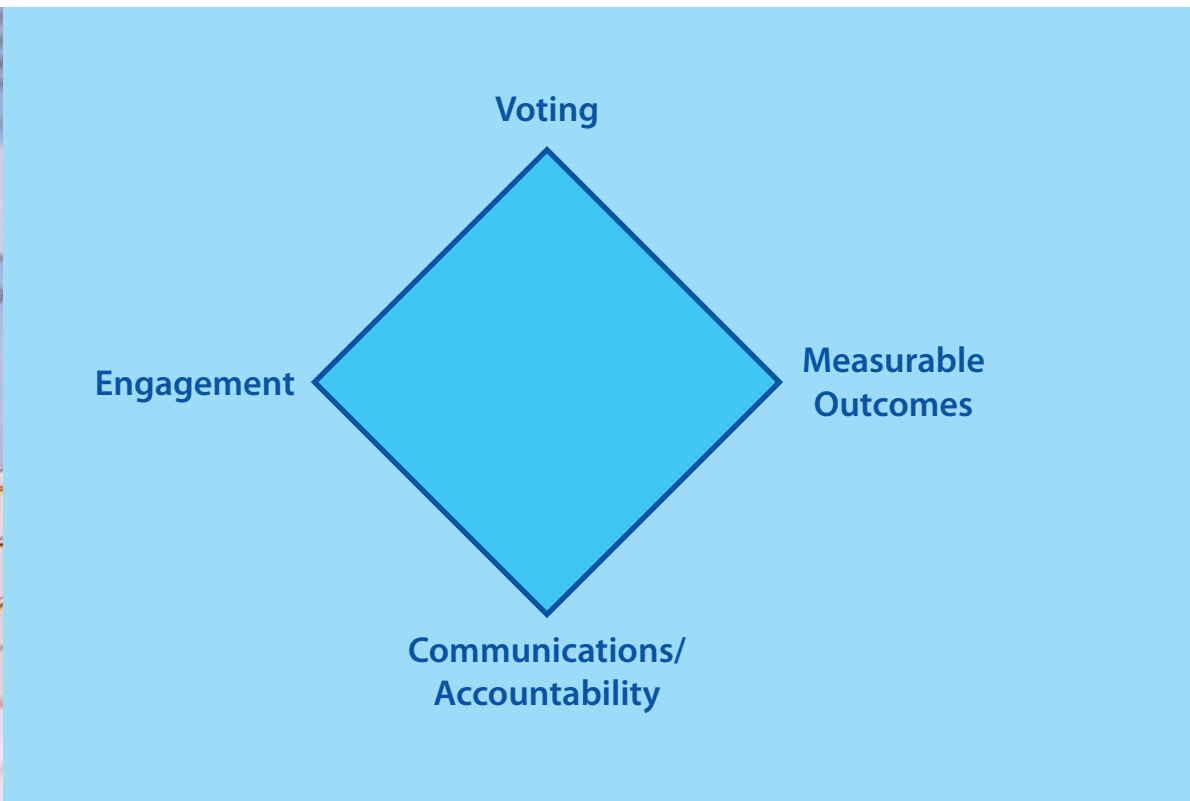 Voting
Engagement
Measurable
Outcomes
Communications/
Accountability